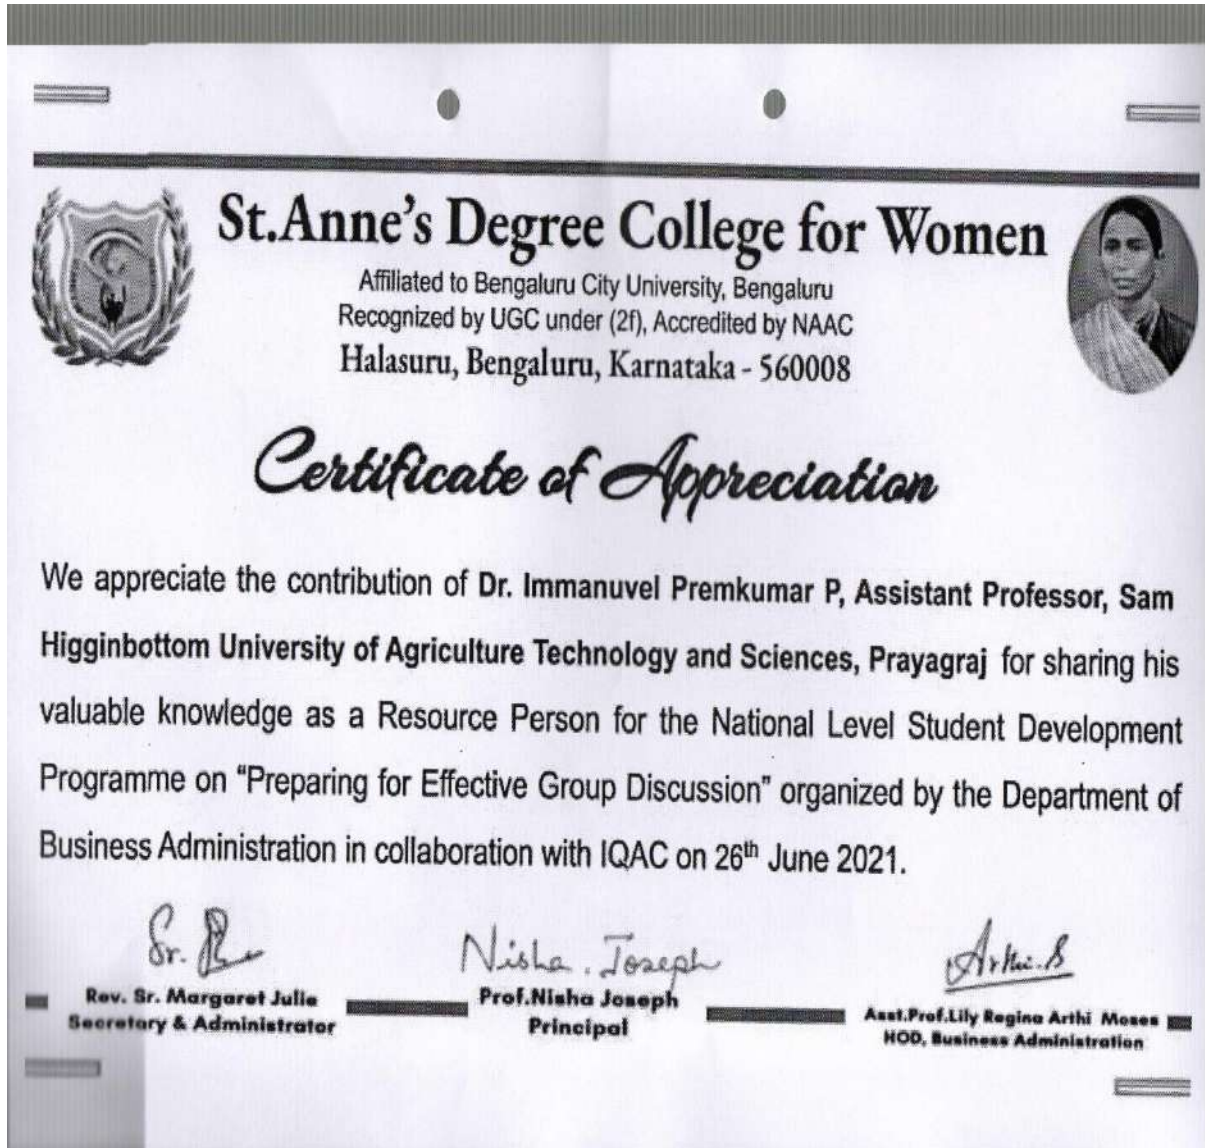 St.Anne's Degree College for Women
Affiliated to Bengaluru City University, Bengaluru
Recognized by UGC under (2f), Accredited by NAAC
Halasuru, Bengaluru, Karnataka - 560008
Certificate of Appreciation
We appreciate the contribution of Dr. Immanuvel Premkumar P, Assistant Professor, Sam
Higginbottom University of Agriculture Technology and Sciences, Prayagraj for sharing his
valuable knowledge as a Resource Person for the National Level Student Development
Programme on “Preparing for Effective Group Discussion” organized by the Department of
Business Administration in collaboration with IQAC on 26th June 2021.
Sr.
Nisha. Joseph
Arthi.S
Rev. Sr. Margaret Julie
Secretary & Administrator
Prof.Nisha Joseph
Principal
Asst.Prof.Lily Regina Arthi Moses
HOD, Business Administration